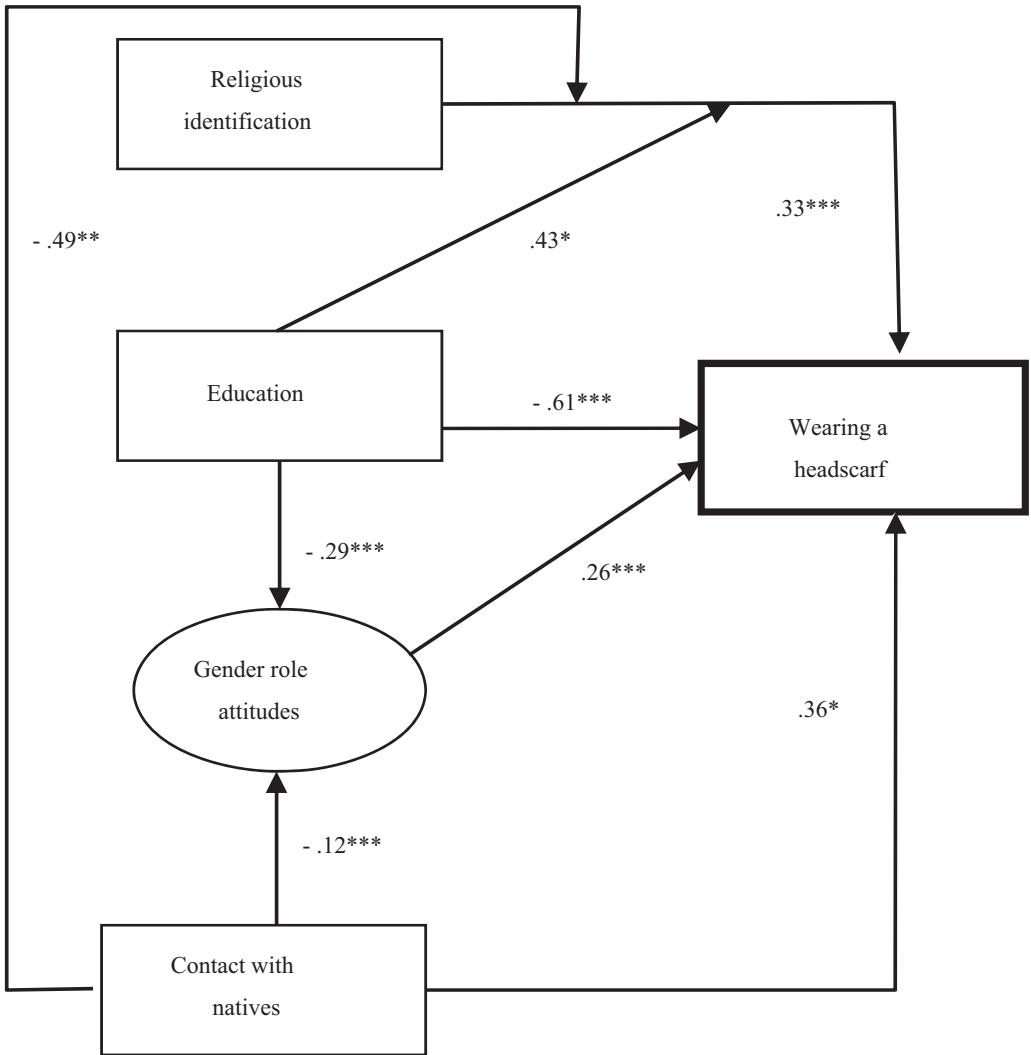 Religious
identification
.33***
- .49**
.43*
Education
- .61***
Wearing a
headscarf
- .29***
.26***
Gender role
attitudes
.36*
- .12***
Contact with
natives